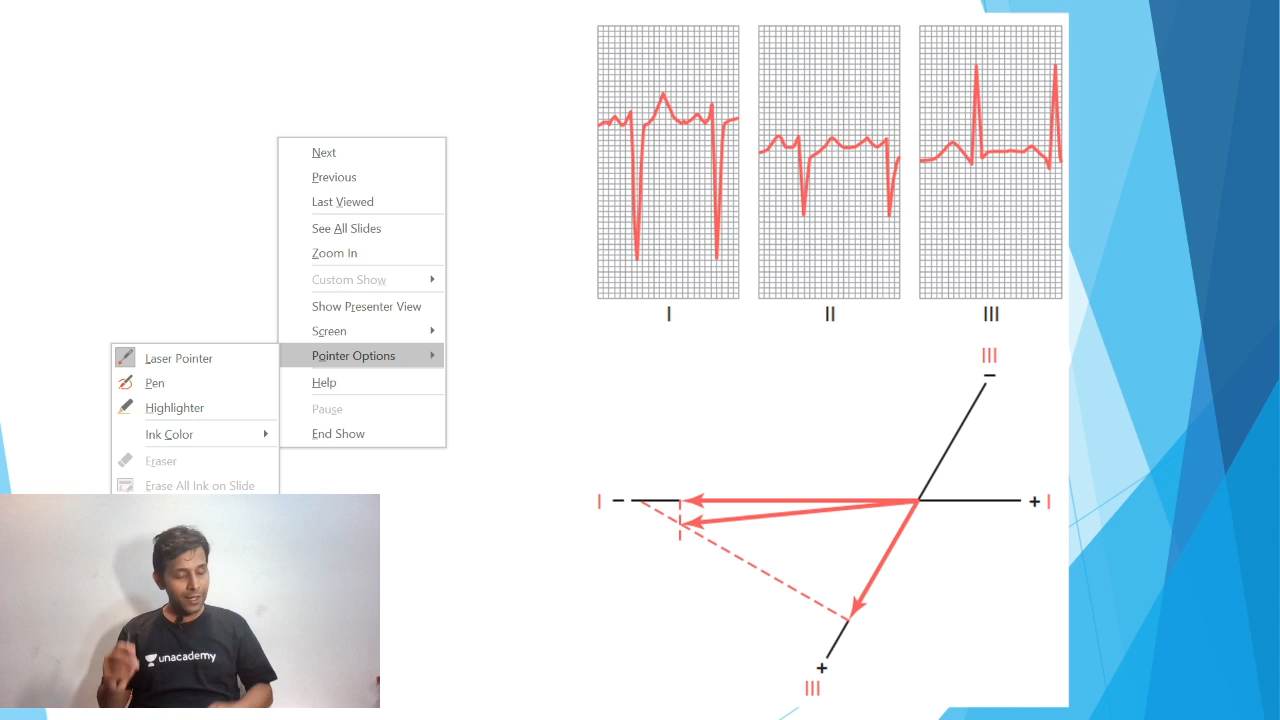 Next
Previous
Last Viewed
See All Slides
Zoom In
Custom Show
Show Presenter View
Screen
Pointer Options
Help
Pause
End Show
Laser Pointer
Pen
Highlighter
Ink Color
Eraser
Erase All Ink on Slide
unacademy
I
II
III
III
−
I − + I
+
III